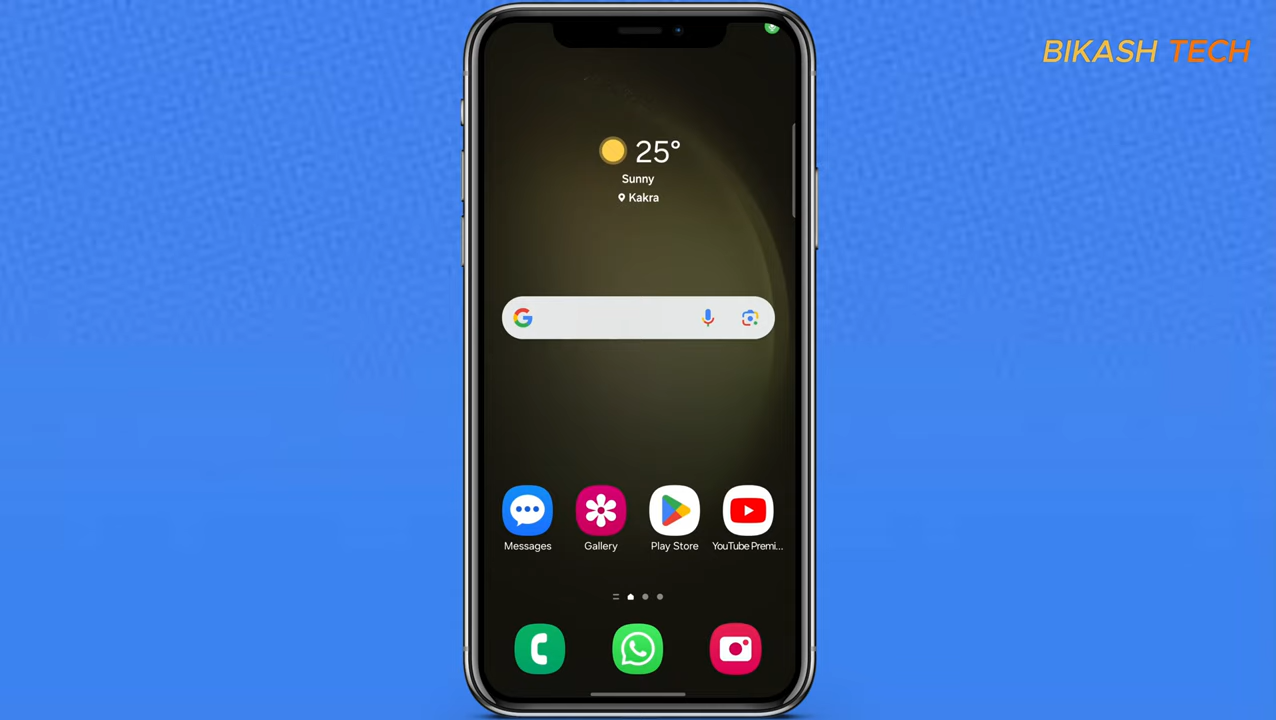 BIKASH TECH
25°
Sunny
Kakra
G
Messages
Gallery
Play Store
YouTube Premi...